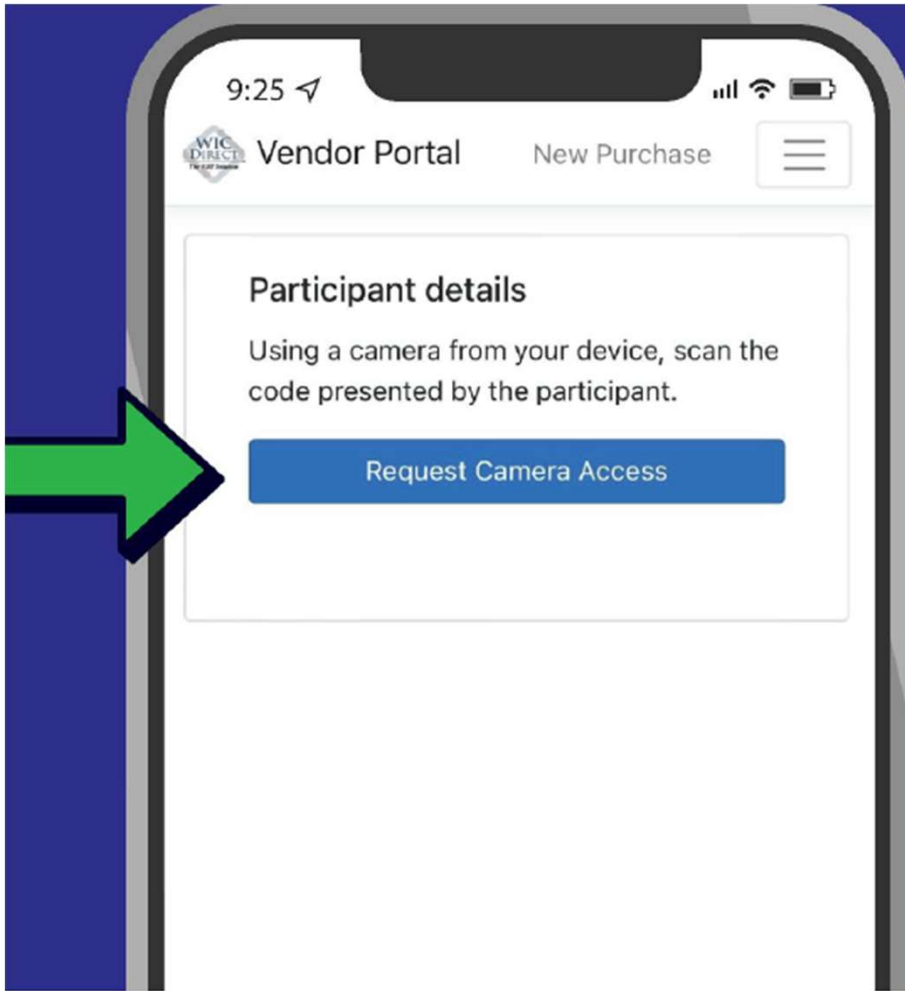 9:25
WIC
DIRECT
Vendor Portal
New Purchase
Participant details
Using a camera from your device, scan the
code presented by the participant.
Request Camera Access